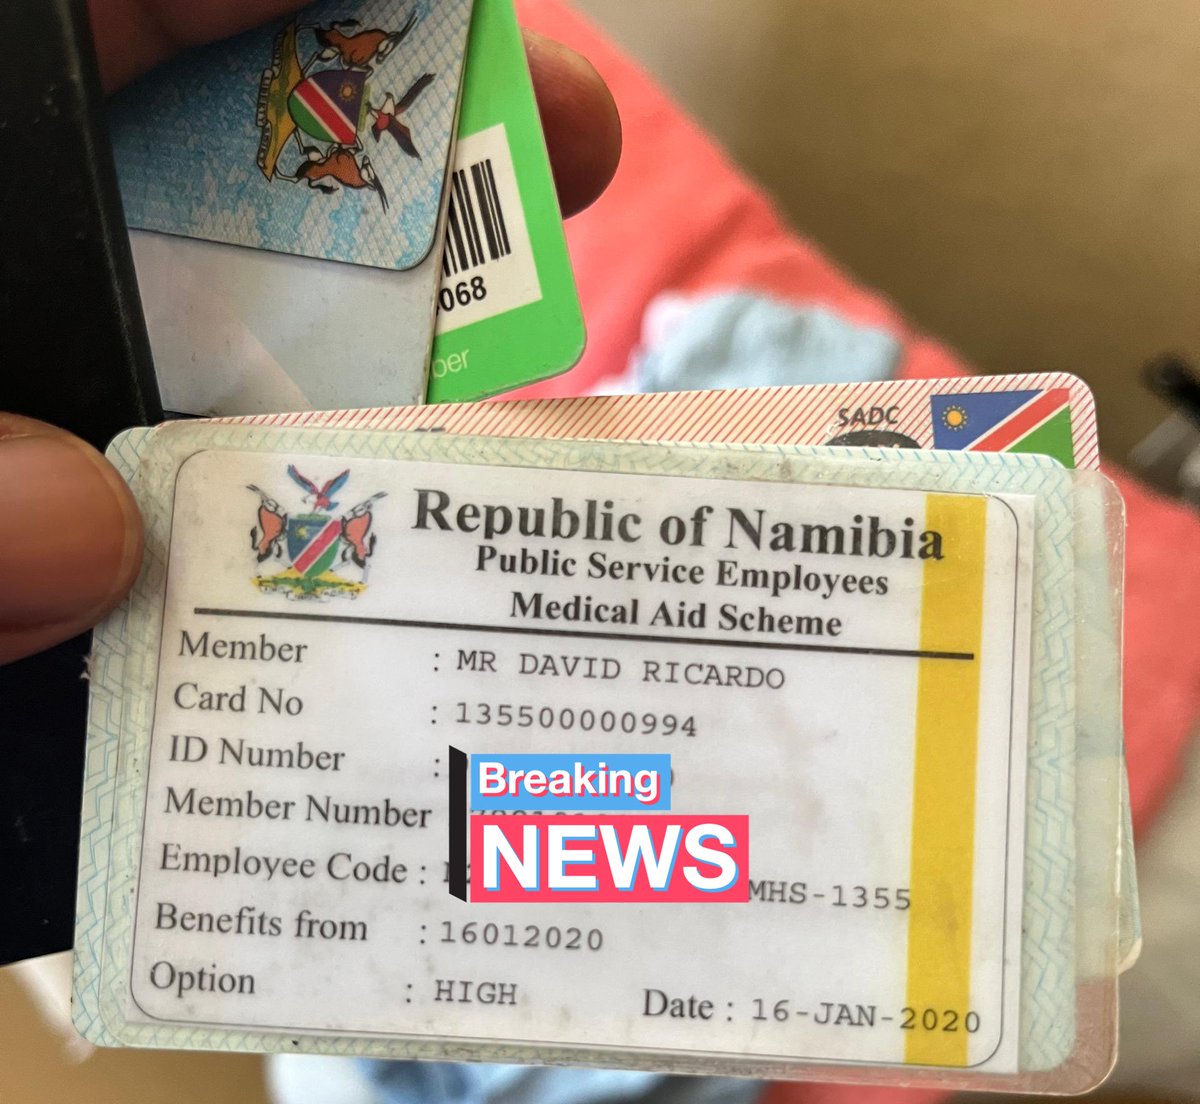 068
ber
SADC
Republic of Namibia
Public Service Employees
Medical Aid Scheme
Member : MR DAVID RICARDO
Card No : 135500000994
ID Number :
Breaking
Member Number
NEWS
Employee Code : MHS-1355
Benefits from : 16012020
Option : HIGH Date : 16-JAN-2020